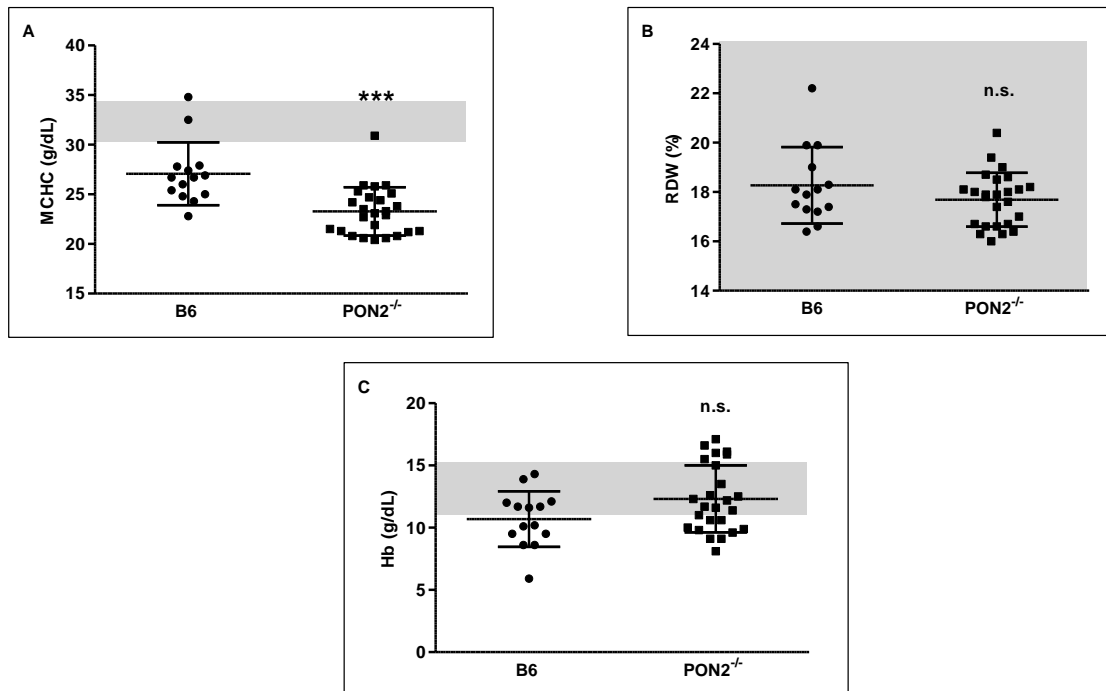 A
MCHC (g/dL)
40
35
30
25
20
15
***
B6
PON2-/-
B
RDW (%)
24
22
20
18
16
14
n.s.
B6
PON2-/-
C
Hb (g/dL)
20
15
10
5
0
n.s.
B6
PON2-/-